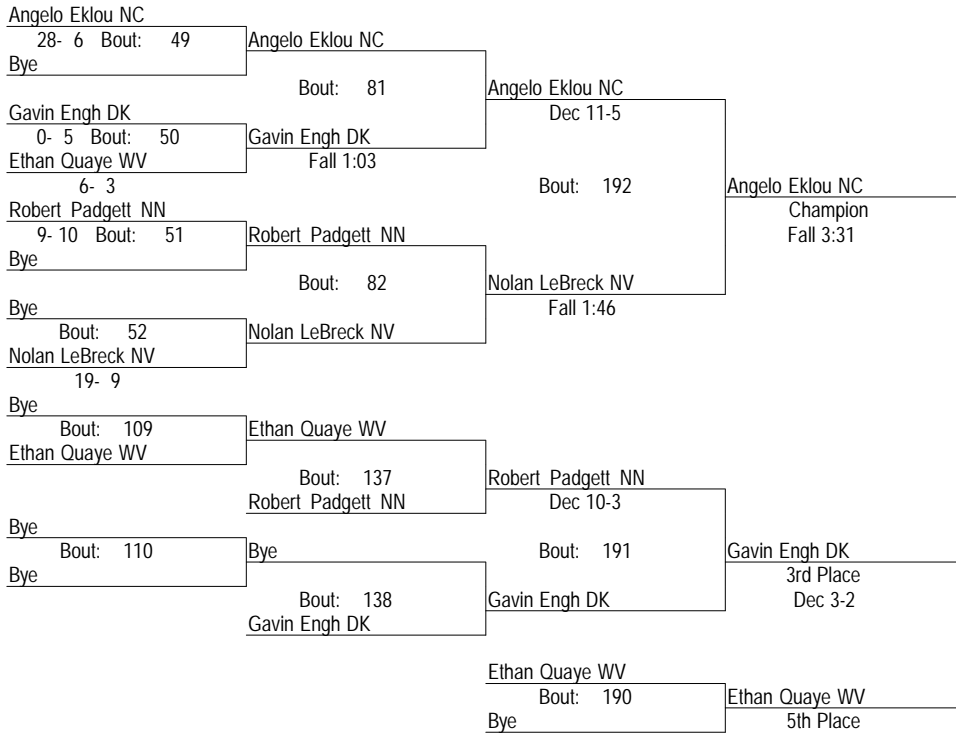 Angelo Eklou NC
28- 6 Bout: 49
Angelo Eklou NC
Bye
Bout: 81
Angelo Eklou NC
Gavin Engh DK
Dec 11-5
0- 5 Bout: 50
Gavin Engh DK
Ethan Quaye WV
Fall 1:03
6- 3
Bout: 192
Angelo Eklou NC
Robert Padgett NN
Champion
9- 10 Bout: 51
Robert Padgett NN
Fall 3:31
Bye
Bout: 82
Nolan LeBreck NV
Bye
Fall 1:46
Bout: 52
Nolan LeBreck NV
Nolan LeBreck NV
19- 9
Bye
Bout: 109
Ethan Quaye WV
Ethan Quaye WV
Bout: 137
Robert Padgett NN
Robert Padgett NN
Dec 10-3
Bye
Bout: 110
Bye
Bout: 191
Gavin Engh DK
Bye
3rd Place
Bout: 138
Gavin Engh DK
Dec 3-2
Gavin Engh DK
Ethan Quaye WV
Bout: 190
Ethan Quaye WV
Bye
5th Place